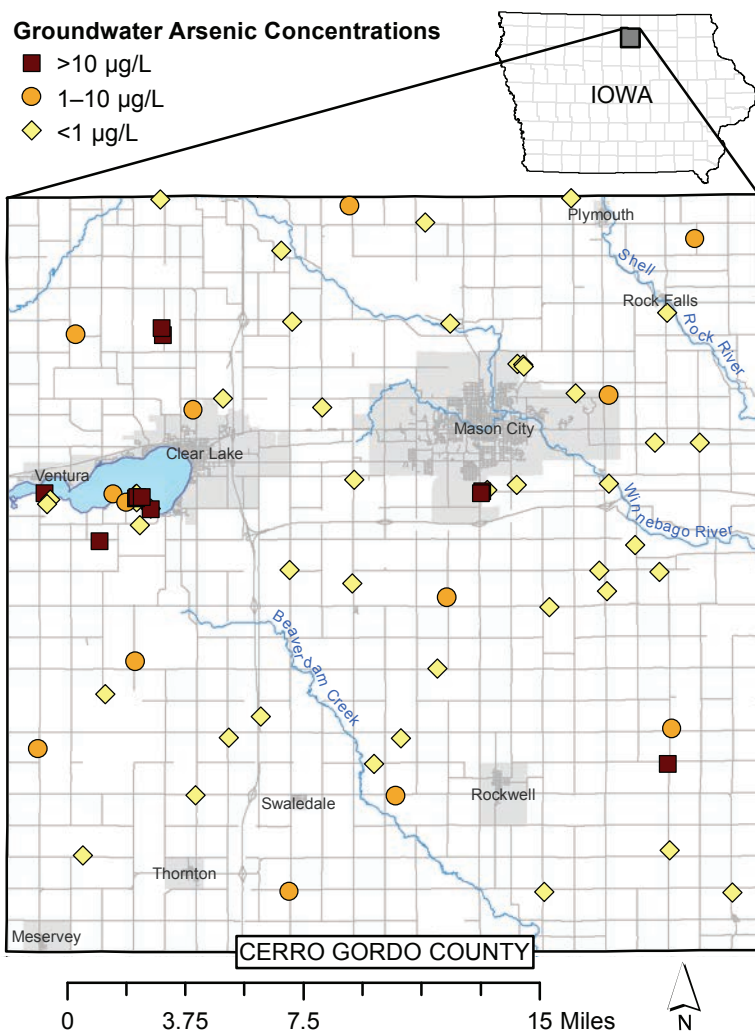 Groundwater Arsenic Concentrations
>10 µg/L
1–10 µg/L
<1 µg/L
IOWA
Plymouth
Shell Rock River
Rock Falls
Mason City
Clear Lake
Ventura
Winnebago River
Beaverdam Creek
Swaledale
Rockwell
Thornton
Meservey
CERRO GORDO COUNTY
0 3.75 7.5 15 Miles
N